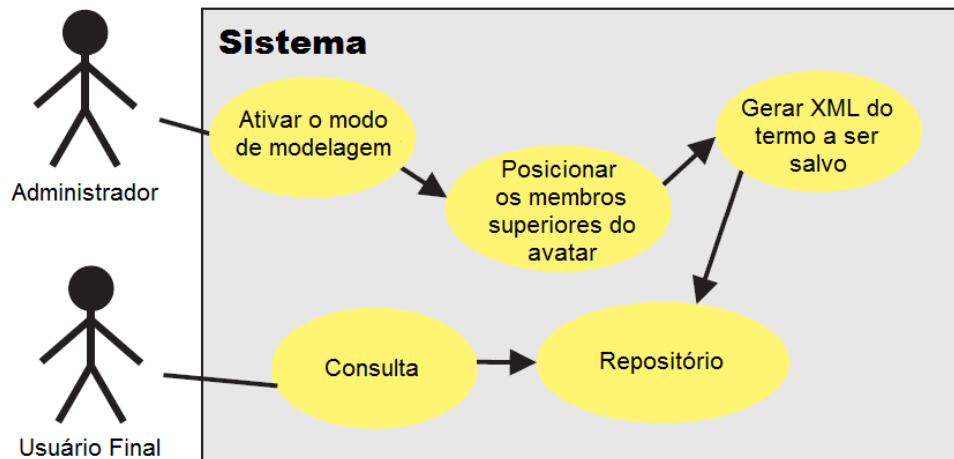 Sistema
Ativar o modo
de modelagem
Gerar XML do
termo a ser
salvo
Posicionar
os membros
superiores do
avatar
Administrador
Consulta
Repositório
Usuário Final